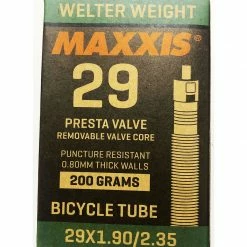 WELTER WEIGHT
MAXXIS®
29
PRESTA VALVE
REMOVABLE VALVE CORE
PUNCTURE RESISTANT
0.80MM THICK WALLS
200 GRAMS
BICYCLE TUBE
29X1.90/2.35